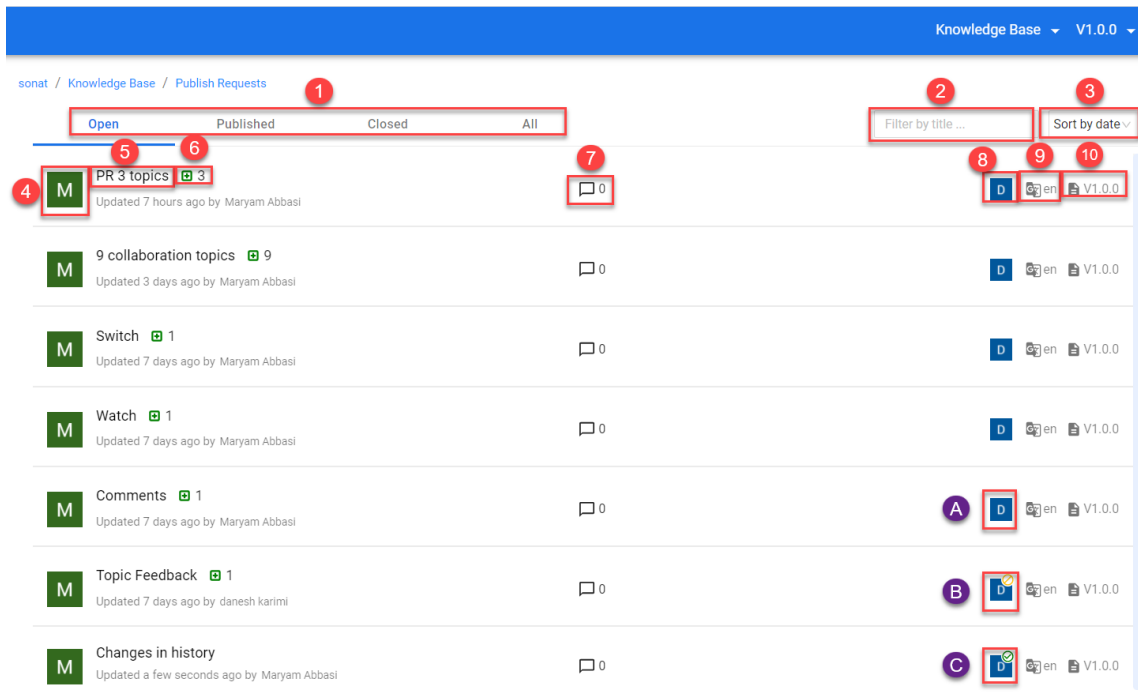 Knowledge Base V1.0.0
sonat / Knowledge Base / Publish Requests
1 2 3
Open Published Closed All Filter by title ... Sort by date
5 6 7 8 9 10
4 M PR 3 topics 3 0 D en V1.0.0
Updated 7 hours ago by Maryam Abbasi
M 9 collaboration topics 9 0 D en V1.0.0
Updated 3 days ago by Maryam Abbasi
M Switch 1 0 D en V1.0.0
Updated 7 days ago by Maryam Abbasi
M Watch 1 0 D en V1.0.0
Updated 7 days ago by Maryam Abbasi
M Comments 1 0 A D en V1.0.0
Updated 7 days ago by Maryam Abbasi
M Topic Feedback 1 0 B D en V1.0.0
Updated 7 days ago by danesh karimi
M Changes in history 0 C D en V1.0.0
Updated a few seconds ago by Maryam Abbasi